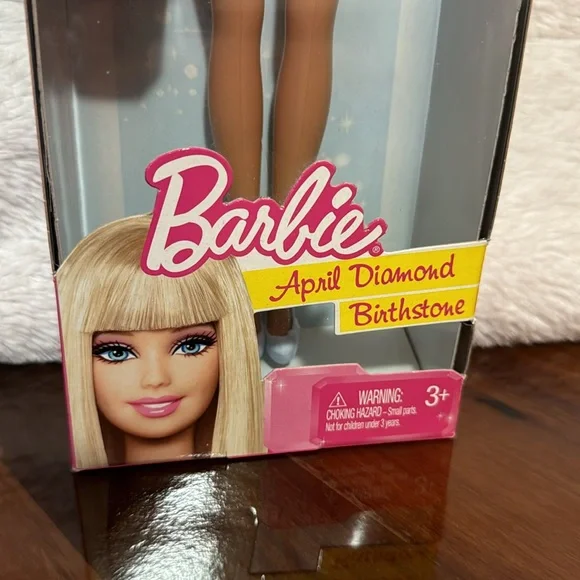 Barbie®
April Diamond
Birthstone
⚠ WARNING:
CHOKING HAZARD – Small parts.
Not for children under 3 years.
3+